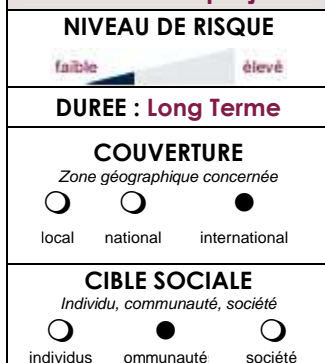 NIVEAU DE RISQUE
faible élevé
DUREE : Long Terme
COUVERTURE
Zone géographique concernée
local national international
CIBLE SOCIALE
Individu, communauté, société
individus ommunauté société